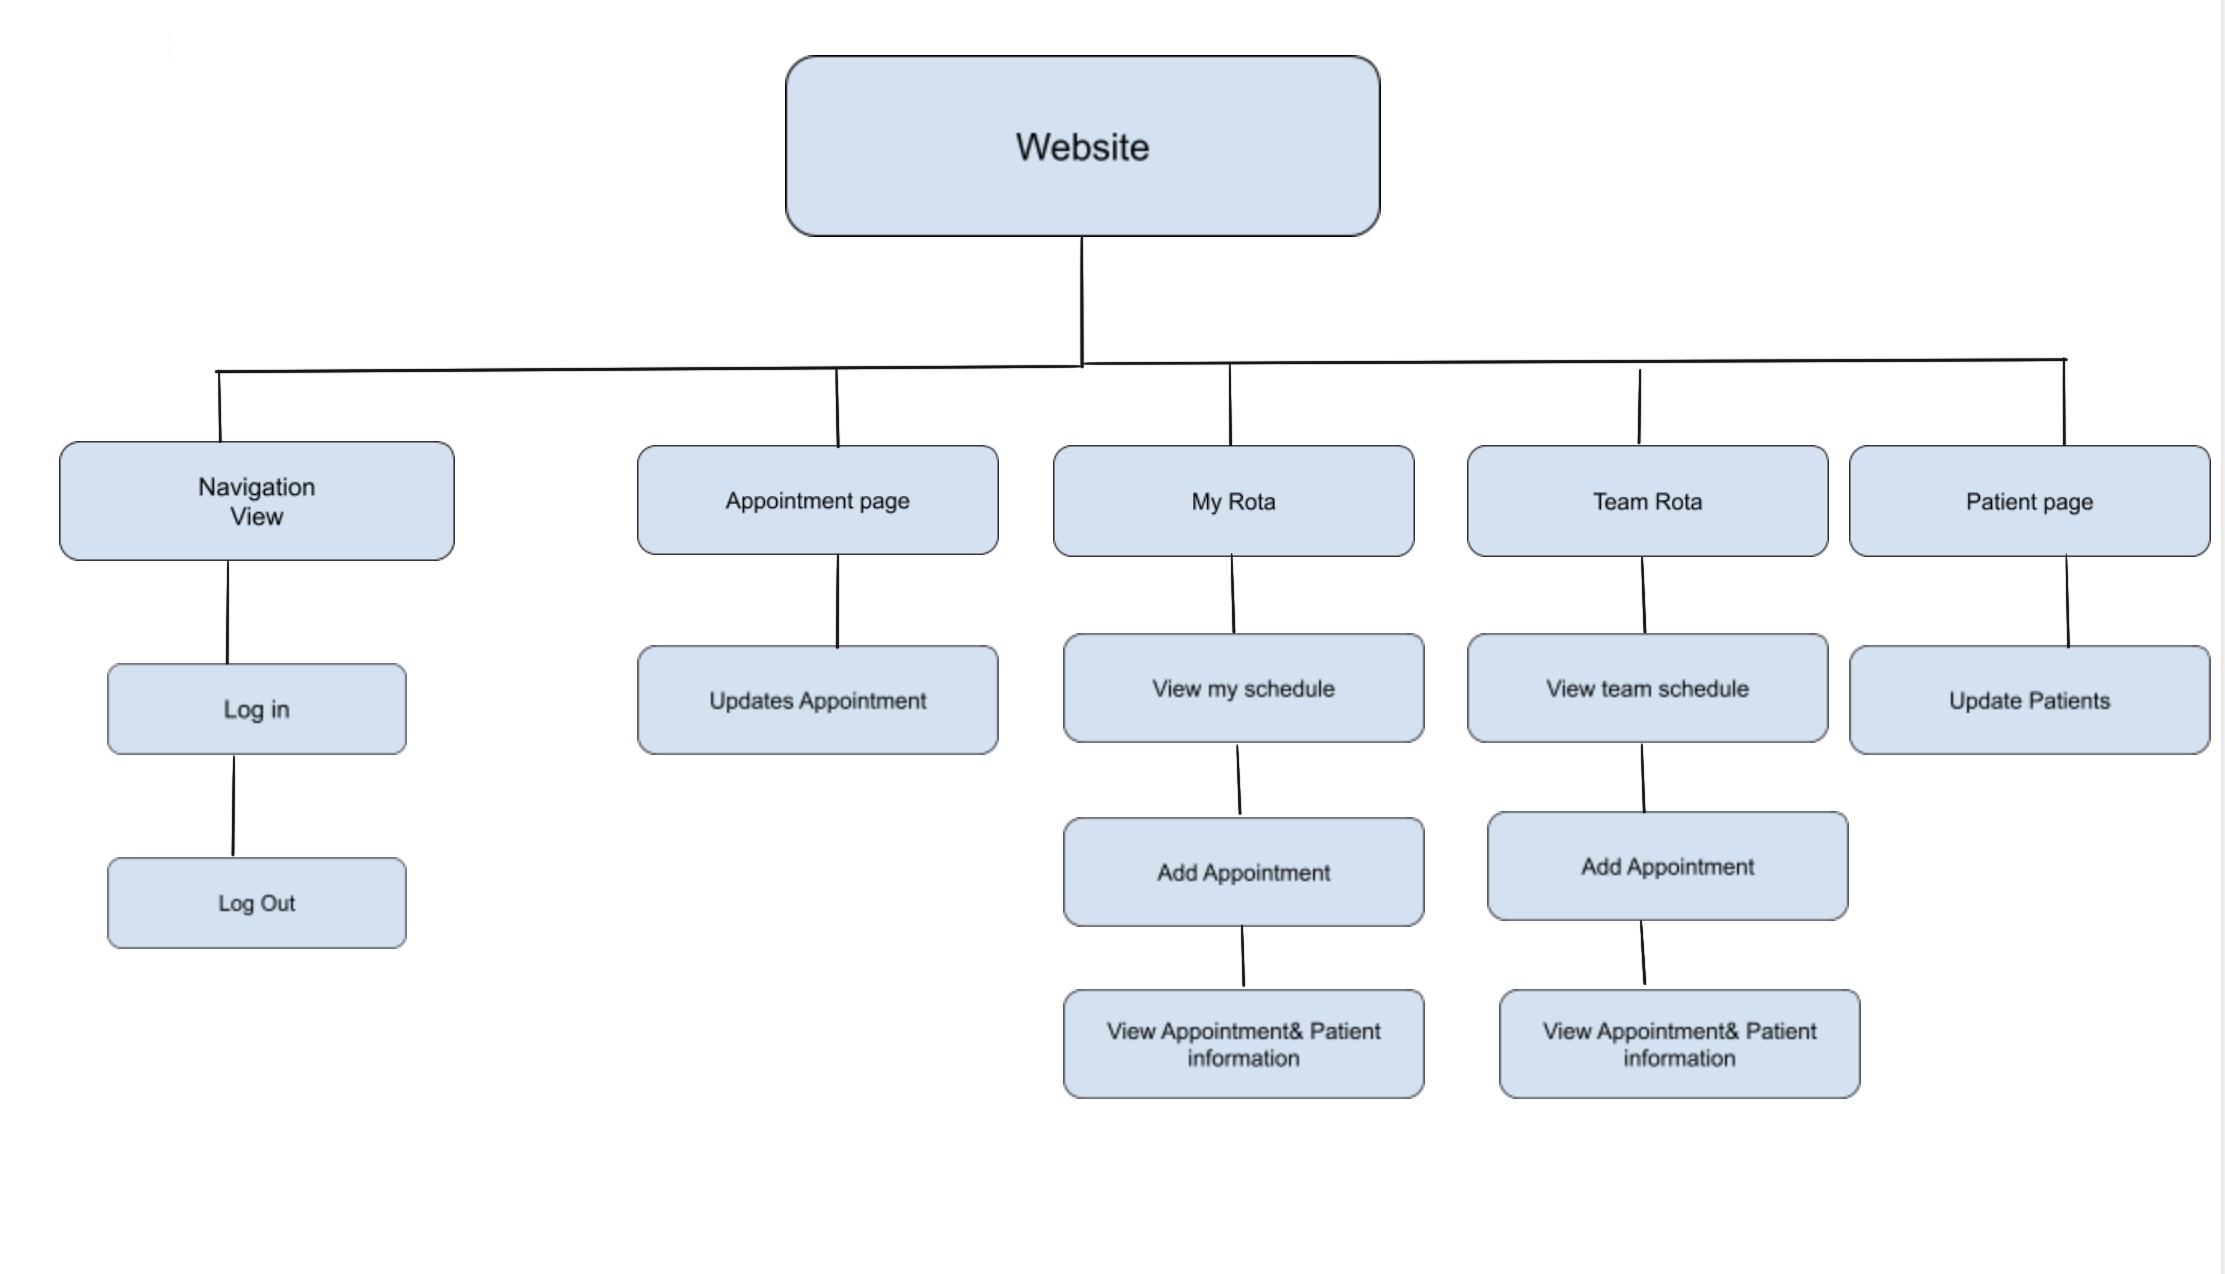 Website
Navigation
View
Appointment page
My Rota
Team Rota
Patient page
Log in
Updates Appointment
View my schedule
View team schedule
Update Patients
Log Out
Add Appointment
Add Appointment
View Appointment& Patient
information
View Appointment& Patient
information